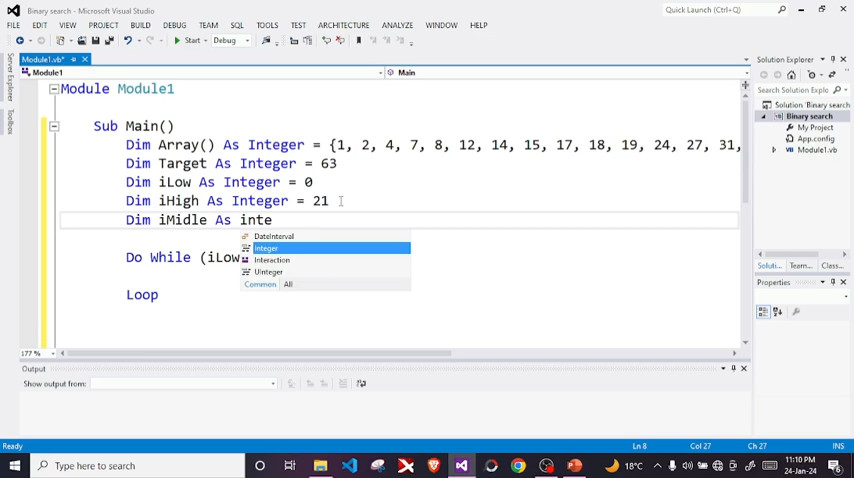 Binary search - Microsoft Visual Studio
Quick Launch (Ctrl+Q)
FILE EDIT VIEW PROJECT BUILD DEBUG TEAM SQL TOOLS TEST ARCHITECTURE ANALYZE WINDOW HELP
Start Debug
Server Explorer
Toolbox
Module1.vb*
Module1 Main
Module Module1
Sub Main()
Dim Array() As Integer = {1, 2, 4, 7, 8, 12, 14, 15, 17, 18, 19, 24, 27, 31,
Dim Target As Integer = 63
Dim iLow As Integer = 0
Dim iHigh As Integer = 21
Dim iMidle As inte
DateInterval
Integer
Interaction
UInteger
Common All
Do While (iLow
Loop
177 %
Solution Explorer
Search Solution Explo
Solution 'Binary search'
Binary search
My Project
App.config
Module1.vb
Soluti... Team... Class...
Properties
Output
Show output from:
Ready Ln 8 Col 27 Ch 27 INS
Type here to search
18°C
11:10 PM
24-Jan-24
6